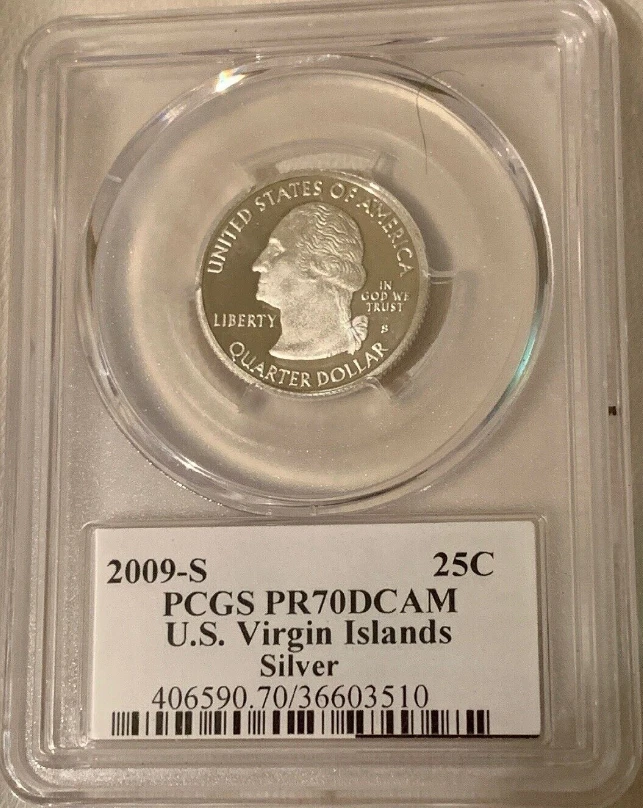 UNITED STATES OF AMERICA
IN
GOD WE
TRUST
LIBERTY
S
QUARTER DOLLAR
2009-S 25C
PCGS PR70DCAM
U.S. Virgin Islands
Silver
406590.70/36603510